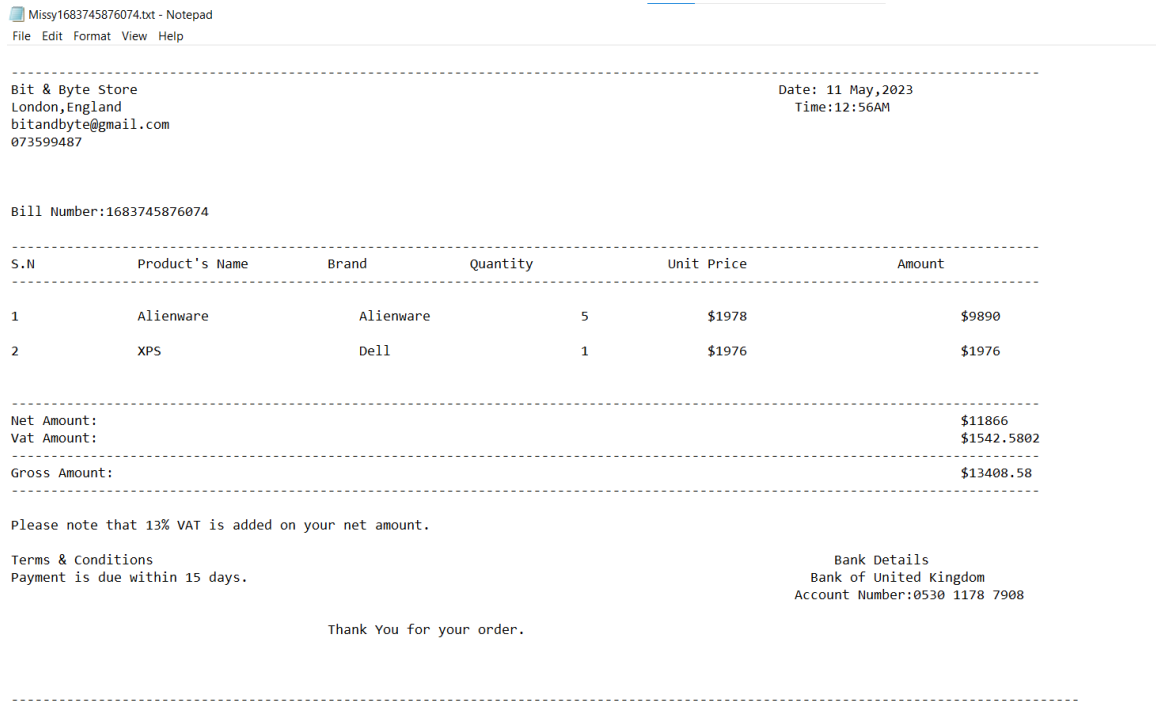 Missy1683745876074.txt - Notepad
File Edit Format View Help
Bit & Byte Store Date: 11 May,2023
London,England Time:12:56AM
bitandbyte@gmail.com
073599487
Bill Number:1683745876074
S.N Product's Name Brand Quantity Unit Price Amount
1 Alienware Alienware 5 $1978 $9890
2 XPS Dell 1 $1976 $1976
Net Amount: $11866
Vat Amount: $1542.5802
Gross Amount: $13408.58
Please note that 13% VAT is added on your net amount.
Terms & Conditions Bank Details
Payment is due within 15 days. Bank of United Kingdom
Account Number:0530 1178 7908
Thank You for your order.